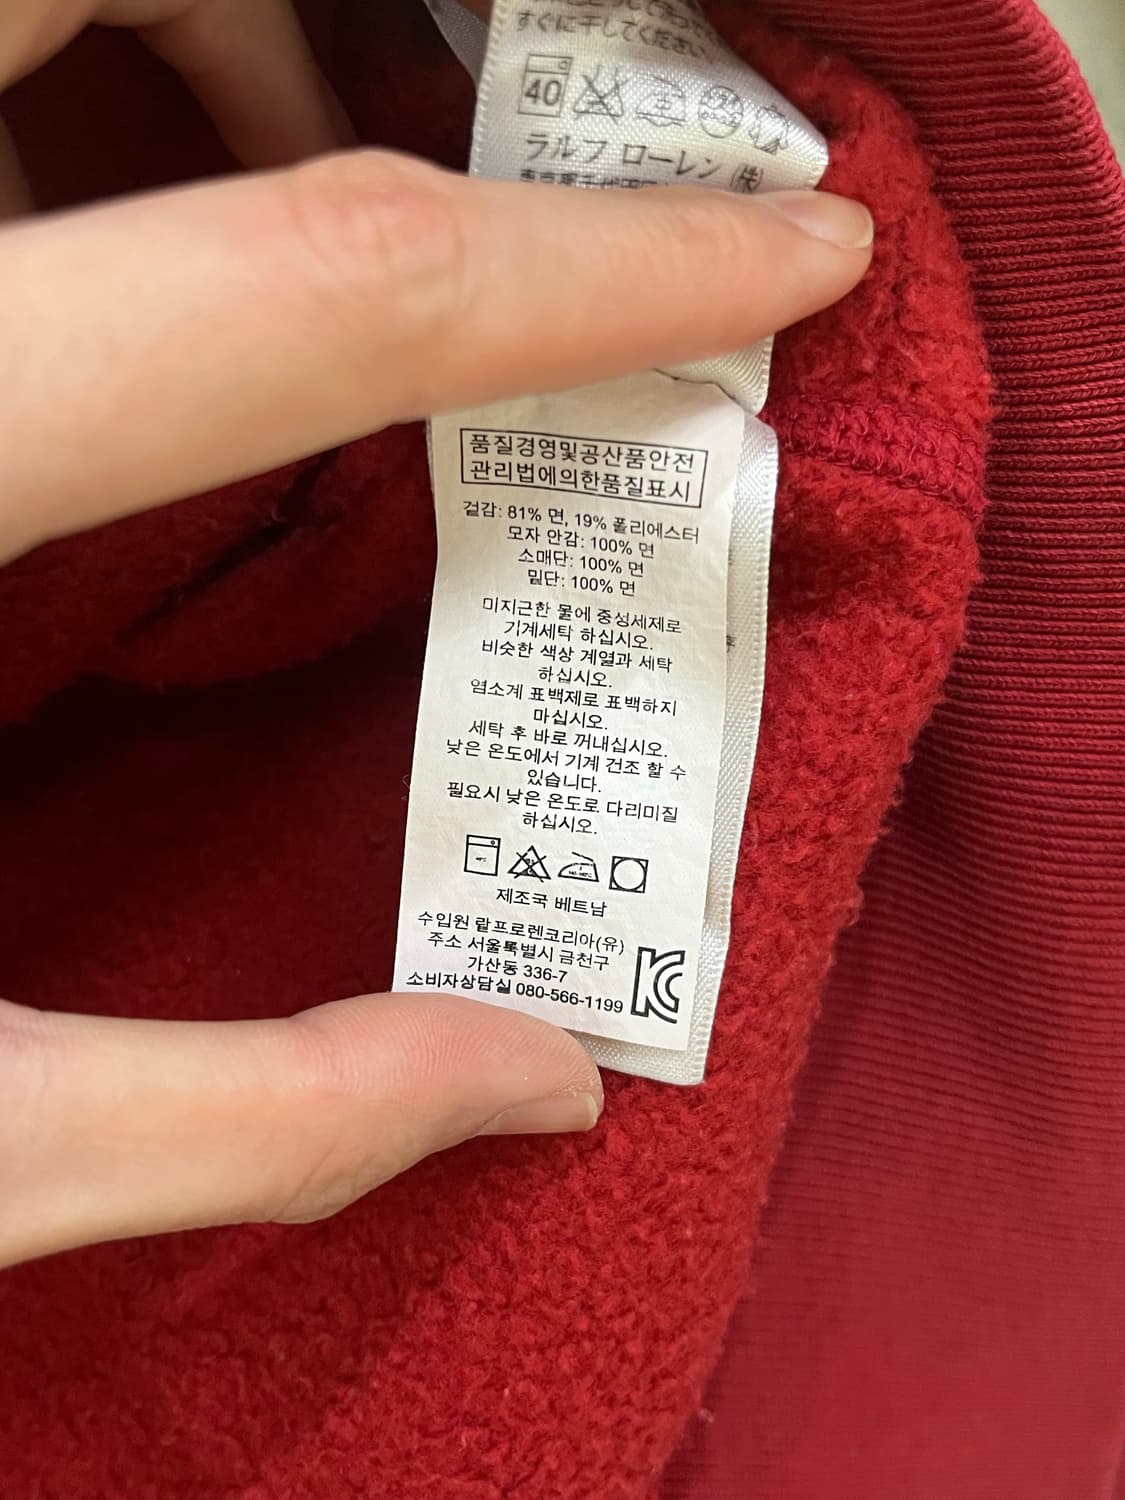 すぐに干してください。
40
ラルフ ローレン ㈱
품질경영및공산품안전
관리법에의한품질표시
겉감: 81% 면, 19% 폴리에스터
모자 안감: 100% 면
소매단: 100% 면
밑단: 100% 면
미지근한 물에 중성세제로
기계세탁 하십시오.
비슷한 색상 계열과 세탁
하십시오.
염소계 표백제로 표백하지
마십시오.
세탁 후 바로 꺼내십시오.
낮은 온도에서 기계 건조 할 수
있습니다.
필요시 낮은 온도로 다리미질
하십시오.
제조국 베트남
수입원 랄프로렌코리아(유)
주소 서울특별시 금천구
가산동 336-7
소비자상담실 080-566-1199
KC